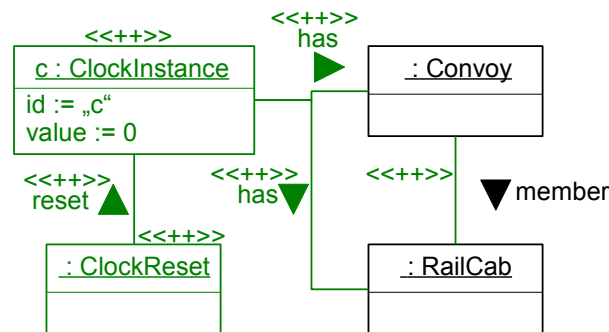 <<++>>
<<++>>
has
c : ClockInstance
: Convoy
id := „c“
value := 0
<<++>>
reset
<<++>>
has
<<++>>
member
<<++>>
: ClockReset
: RailCab